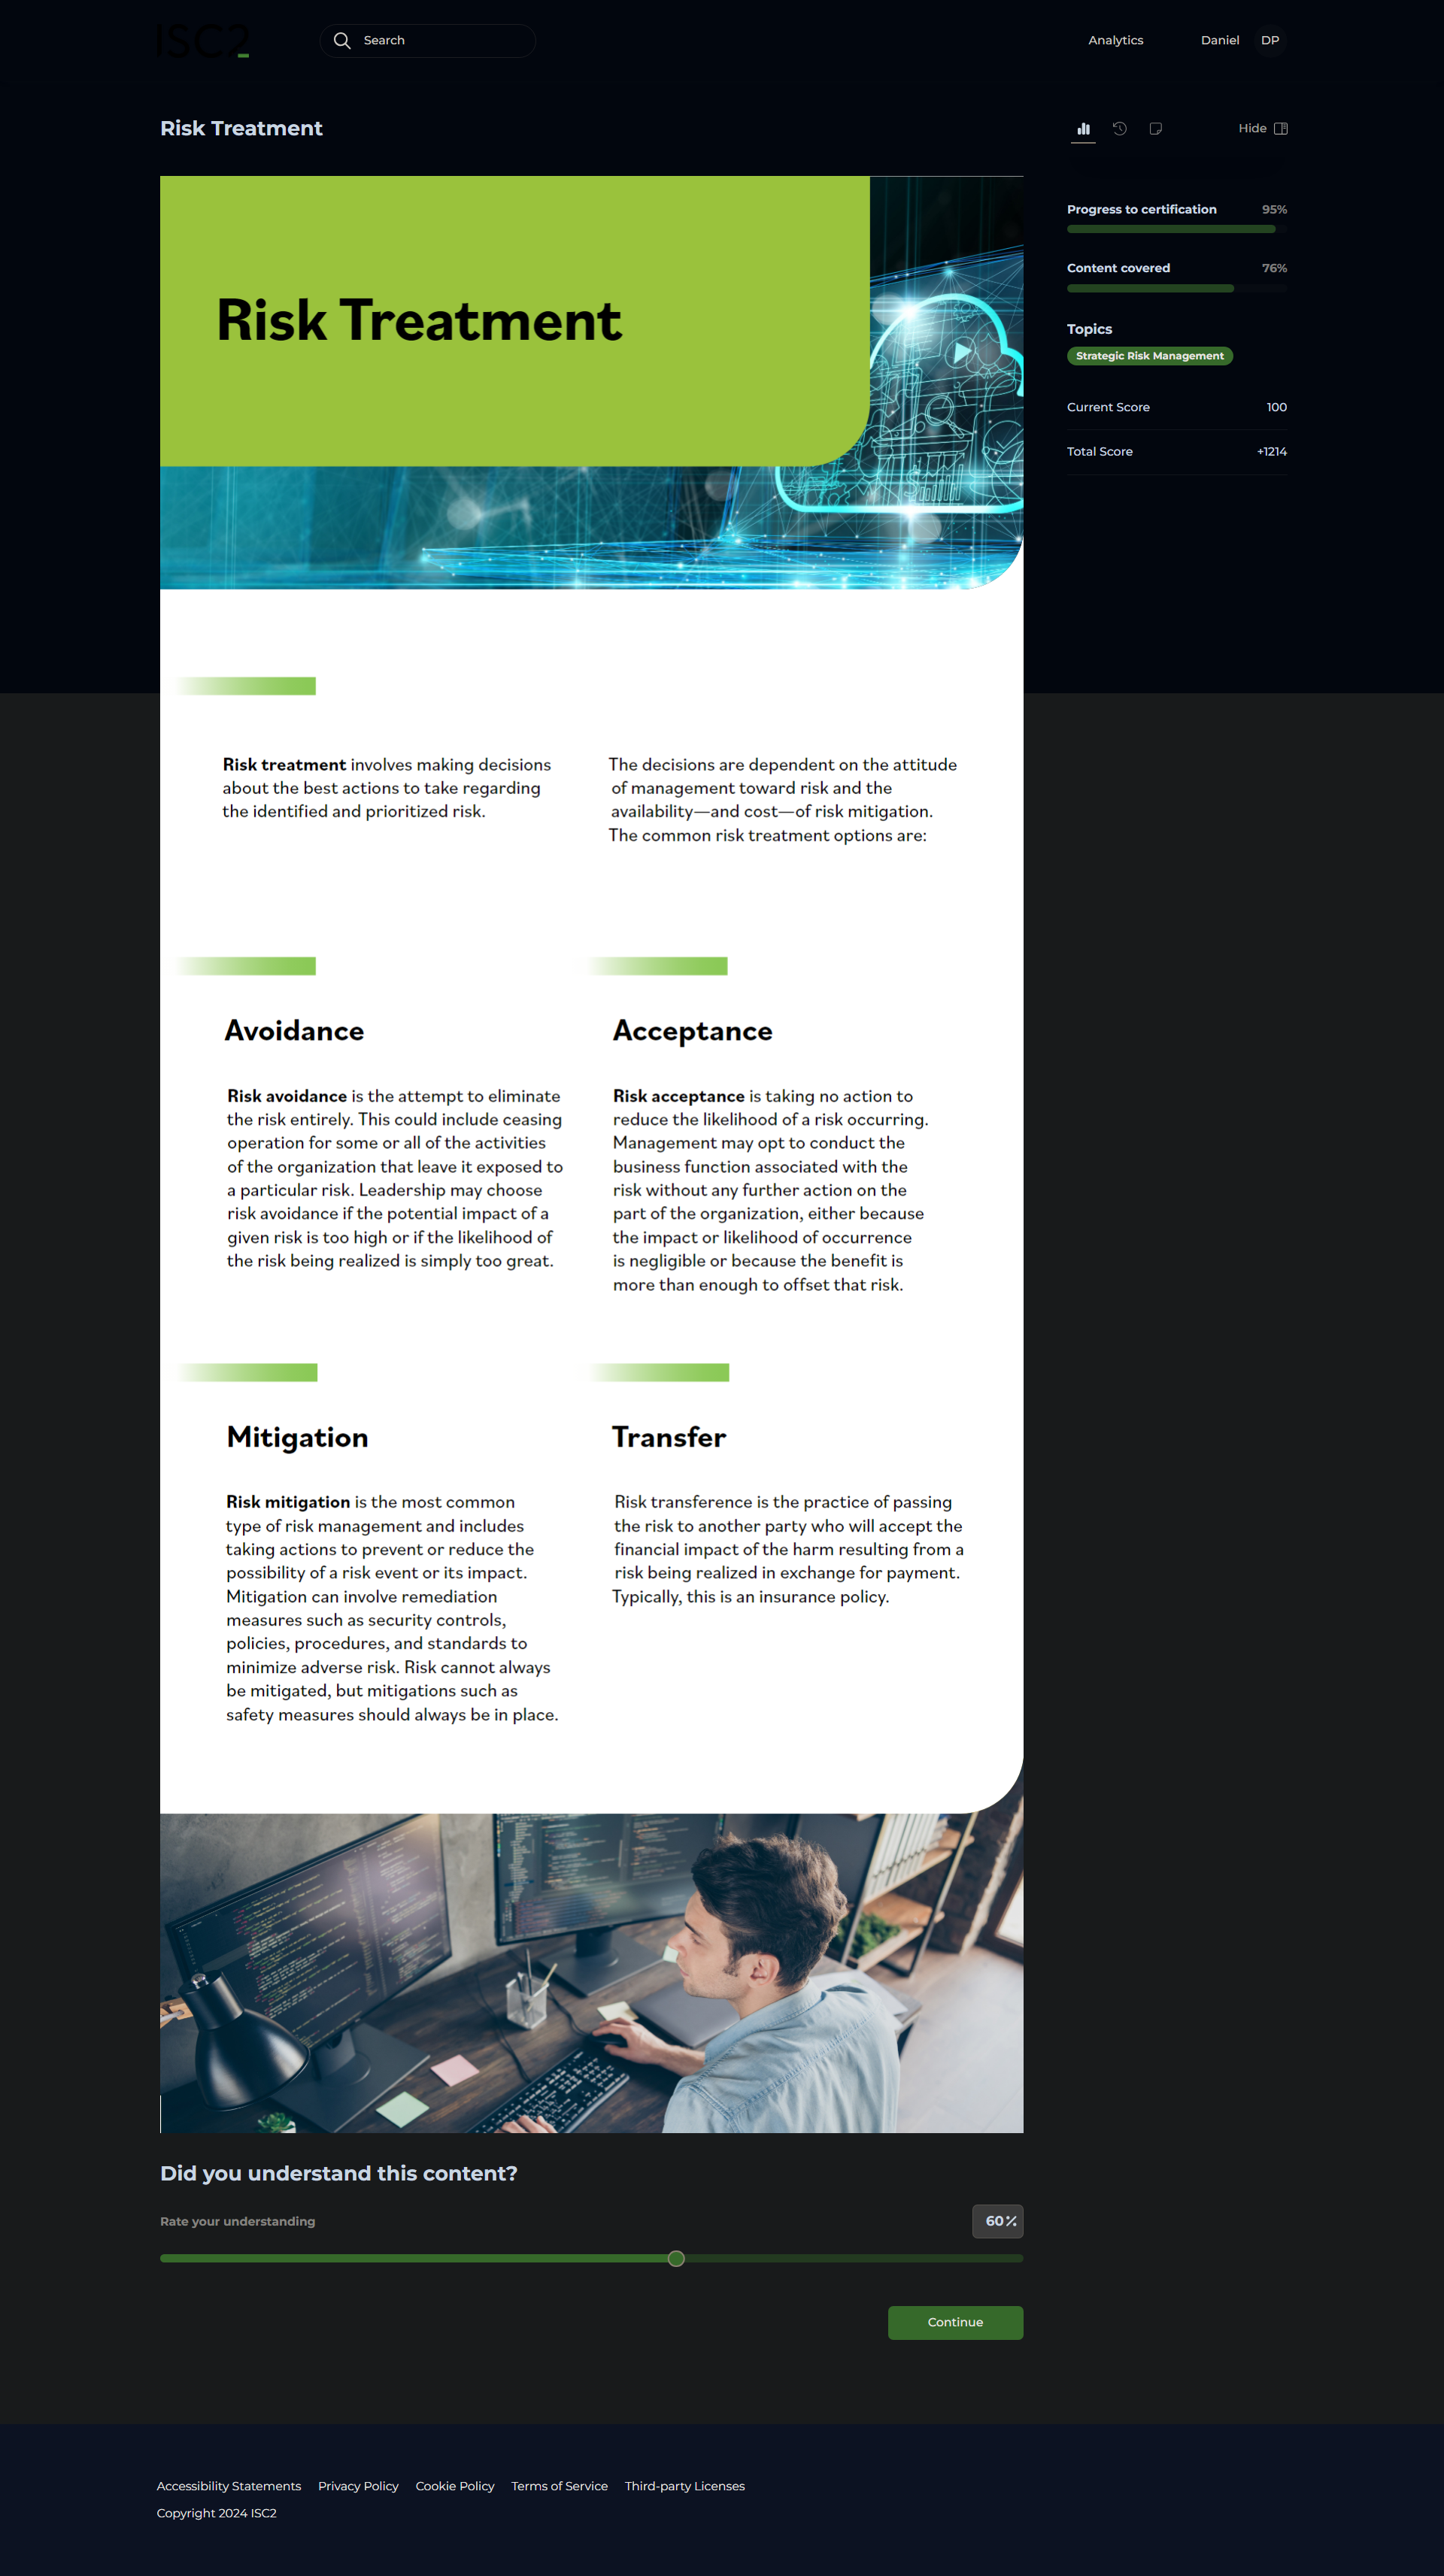 ISC2
Search
Analytics
Daniel
DP
Risk Treatment
Hide
Progress to certification 95%
Content covered 76%
Topics
Strategic Risk Management
Current Score 100
Total Score +1214
Risk Treatment
Risk treatment involves making decisions
about the best actions to take regarding
the identified and prioritized risk.
The decisions are dependent on the attitude
of management toward risk and the
availability—and cost—of risk mitigation.
The common risk treatment options are:
Avoidance
Risk avoidance is the attempt to eliminate
the risk entirely. This could include ceasing
operation for some or all of the activities
of the organization that leave it exposed to
a particular risk. Leadership may choose
risk avoidance if the potential impact of a
given risk is too high or if the likelihood of
the risk being realized is simply too great.
Acceptance
Risk acceptance is taking no action to
reduce the likelihood of a risk occurring.
Management may opt to conduct the
business function associated with the
risk without any further action on the
part of the organization, either because
the impact or likelihood of occurrence
is negligible or because the benefit is
more than enough to offset that risk.
Mitigation
Risk mitigation is the most common
type of risk management and includes
taking actions to prevent or reduce the
possibility of a risk event or its impact.
Mitigation can involve remediation
measures such as security controls,
policies, procedures, and standards to
minimize adverse risk. Risk cannot always
be mitigated, but mitigations such as
safety measures should always be in place.
Transfer
Risk transference is the practice of passing
the risk to another party who will accept the
financial impact of the harm resulting from a
risk being realized in exchange for payment.
Typically, this is an insurance policy.
Did you understand this content?
Rate your understanding
60%
Continue
Accessibility Statements Privacy Policy Cookie Policy Terms of Service Third-party Licenses
Copyright 2024 ISC2